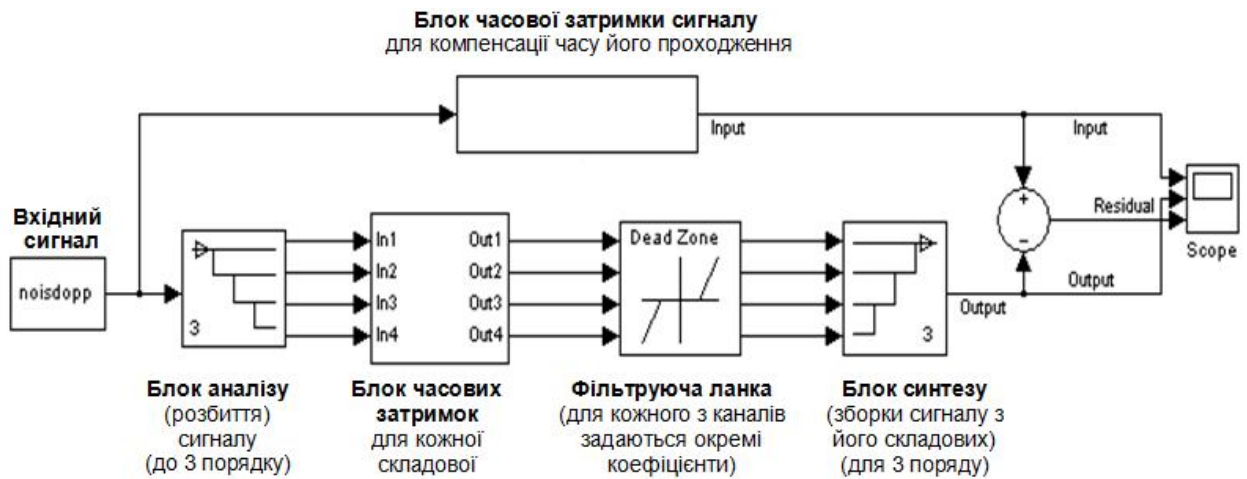 Блок часової затримки сигналу
для компенсації часу його проходження
Input
Input
Вхідний
сигнал
noisdopp
3
In1
In2
In3
In4
Out1
Out2
Out3
Out4
Dead Zone
3
Output
+
−
Residual
Output
Scope
Блок аналізу
(розбиття)
сигналу
(до 3 порядку)
Блок часових
затримок
для кожної
складової
Фільтруюча ланка
(для кожного з каналів
задаються окремі
коефіцієнти)
Блок синтезу
(зборки сигналу з
його складових)
(для 3 поряду)